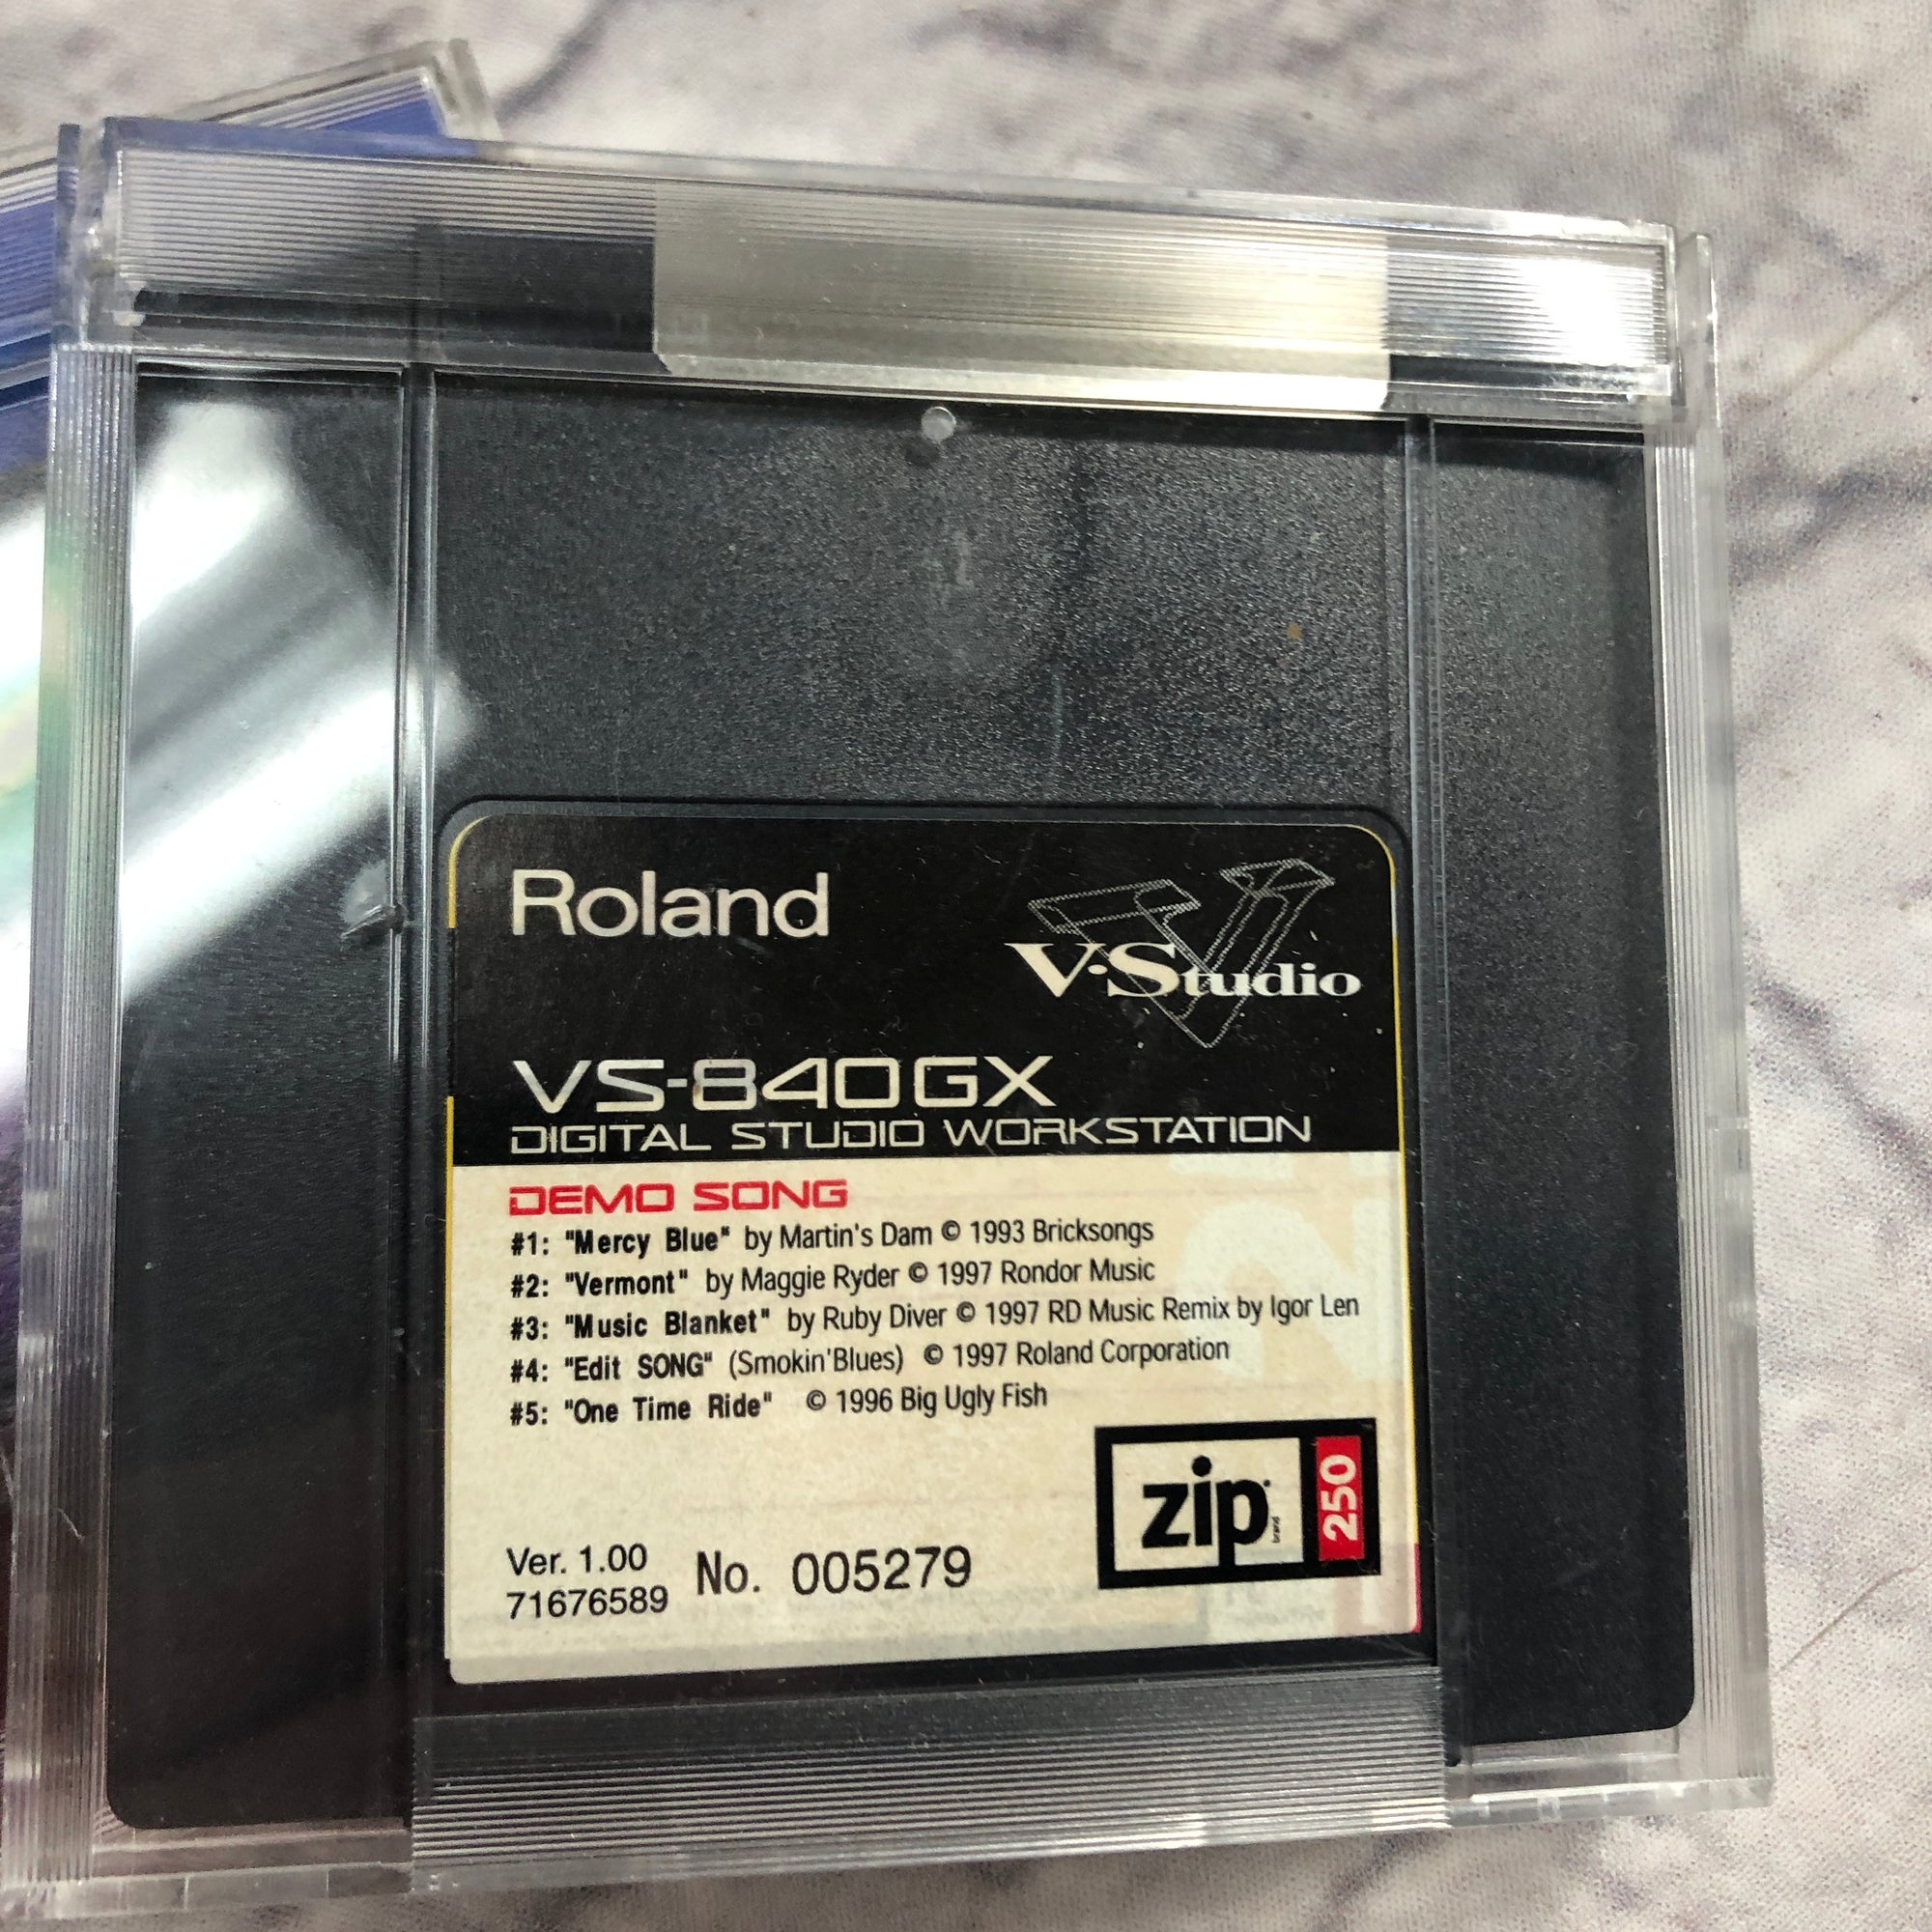 Roland
V·Studio
VS-840GX
DIGITAL STUDIO WORKSTATION
DEMO SONG
#1: "Mercy Blue" by Martin's Dam © 1993 Bricksongs
#2: "Vermont" by Maggie Ryder © 1997 Rondor Music
#3: "Music Blanket" by Ruby Diver © 1997 RD Music Remix by Igor Len
#4: "Edit SONG" (Smokin'Blues) © 1997 Roland Corporation
#5: "One Time Ride" © 1996 Big Ugly Fish
zip brand 250
Ver. 1.00
71676589
No. 005279